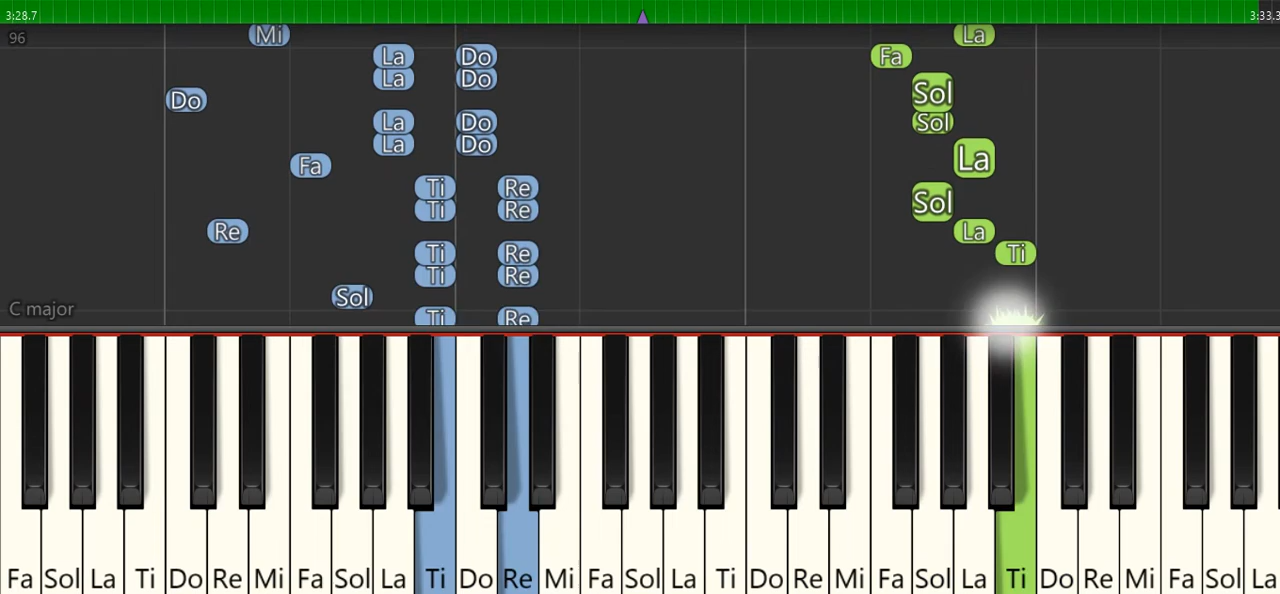 3:28.7 3:33.3
96 Mi La
La Do Fa
La Do
Do Sol
La Do Sol
La Do
Fa La
Ti Re
Ti Re Sol
Re La
Ti Re Ti
Ti Re
Sol
C major
Ti Re
Fa Sol La Ti Do Re Mi Fa Sol La Ti Do Re Mi Fa Sol La Ti Do Re Mi Fa Sol La Ti Do Re Mi Fa Sol La